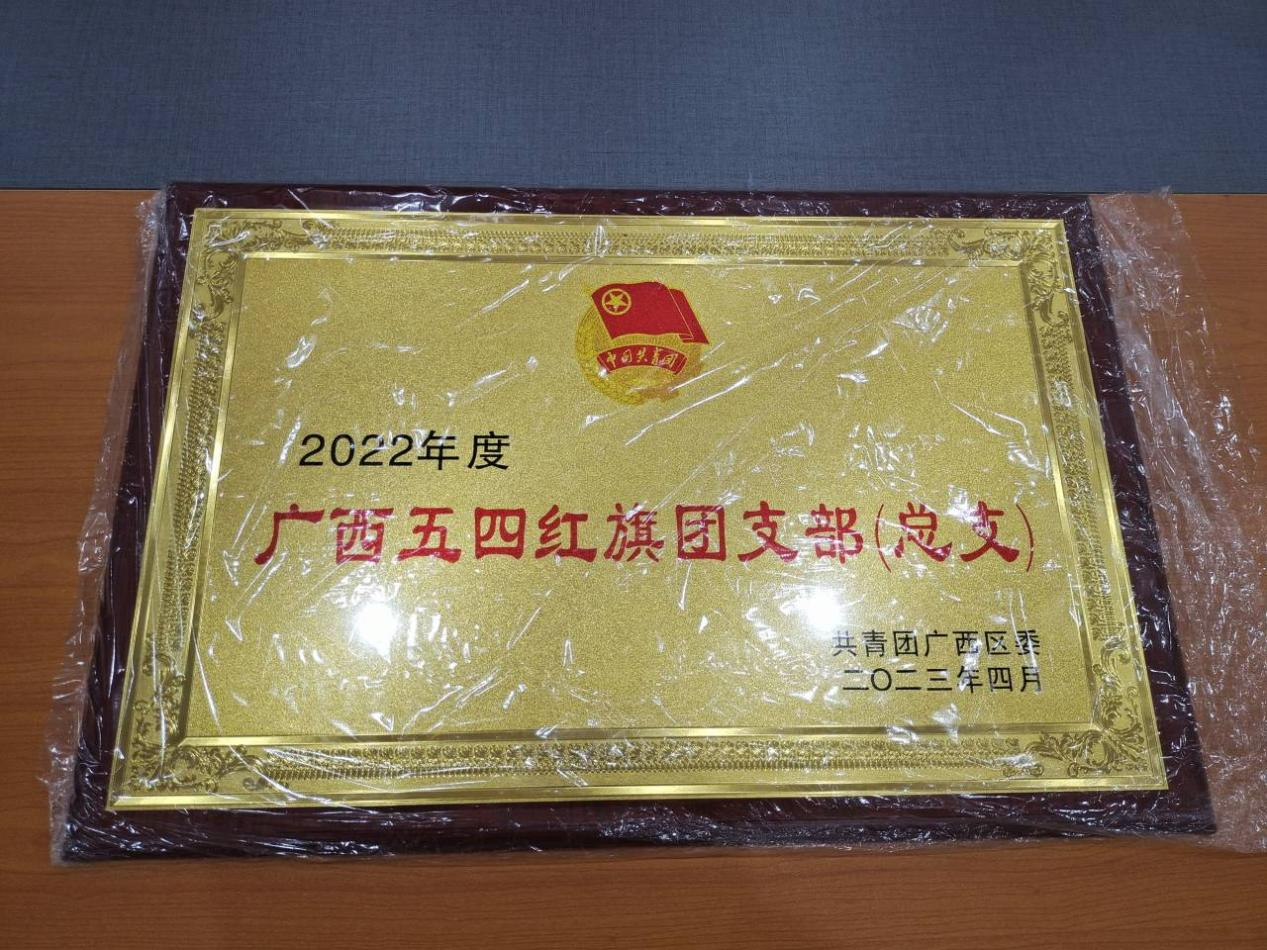 中国共青团
2022年度
广西五四红旗团支部(总支)
共青团广西区委
二〇二三年四月